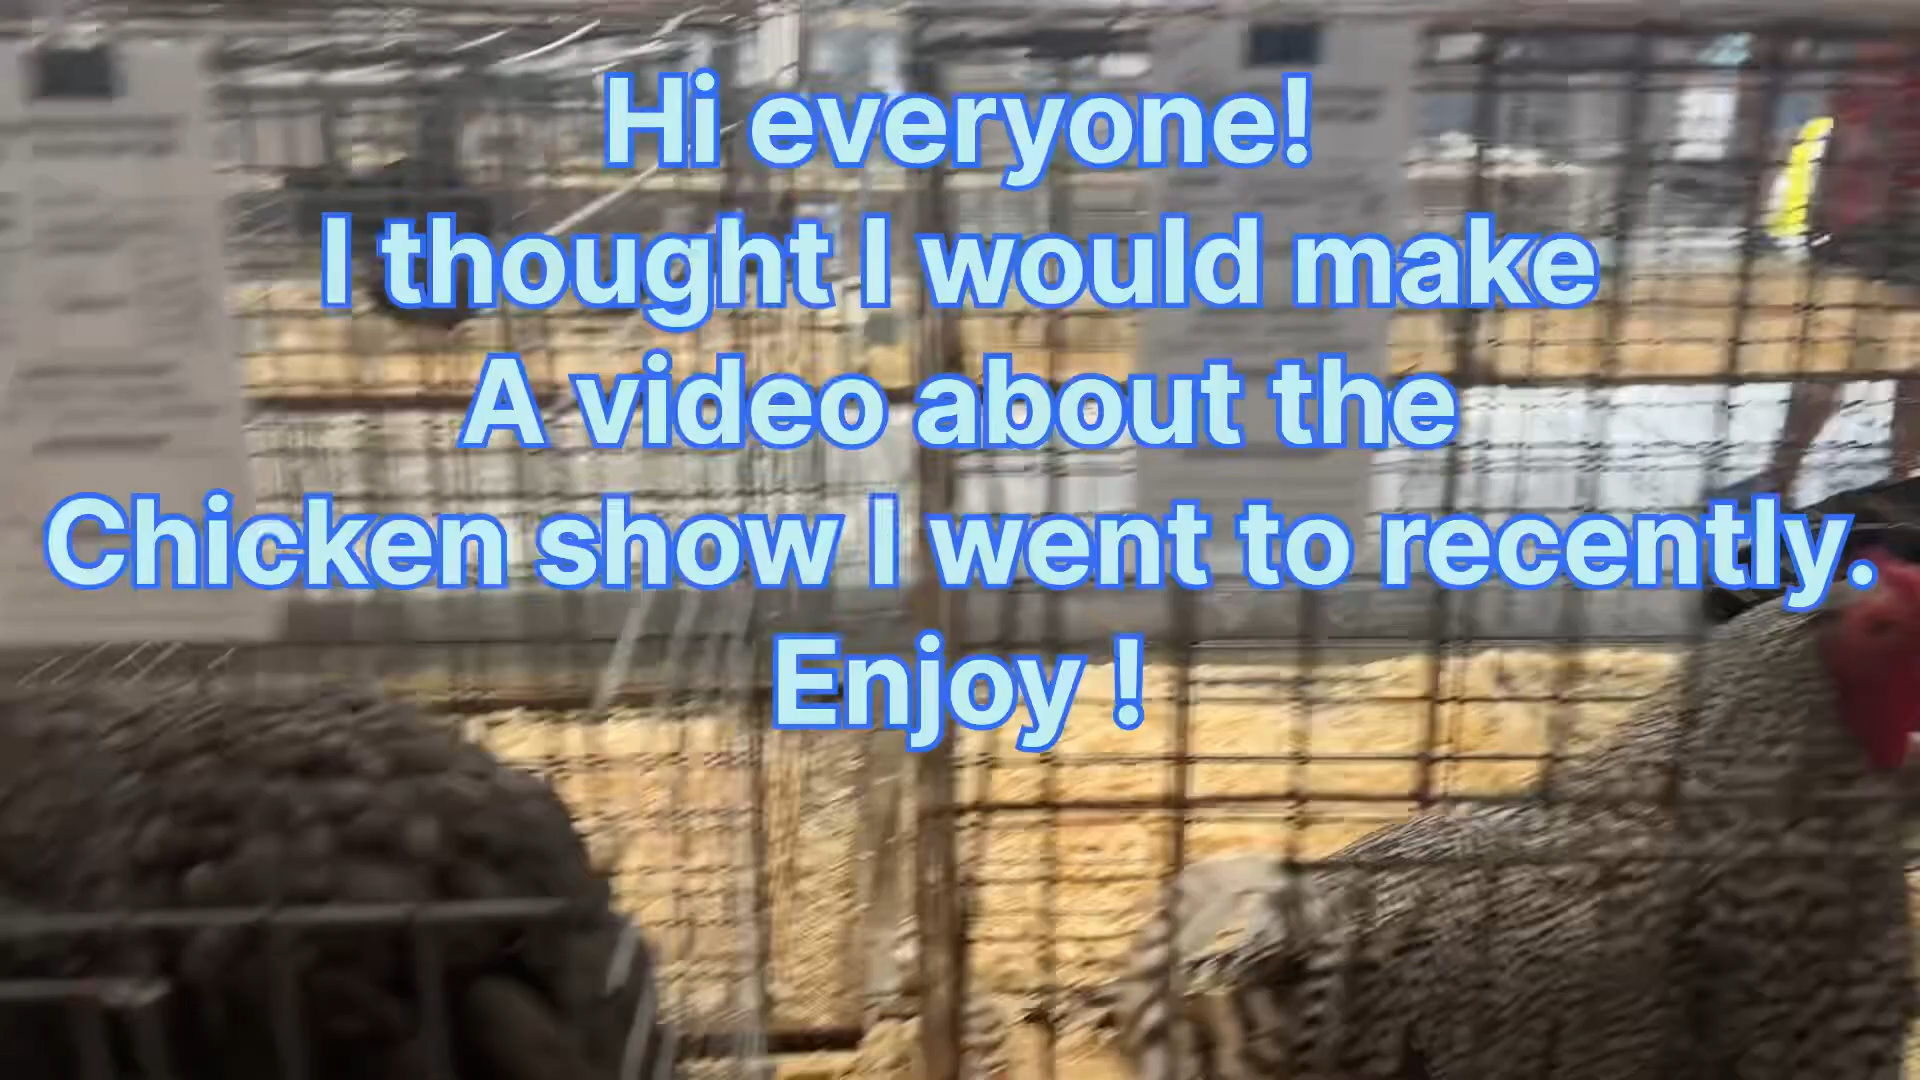 Hi everyone!
I thought I would make
A video about the
Chicken show I went to recently.
Enjoy !